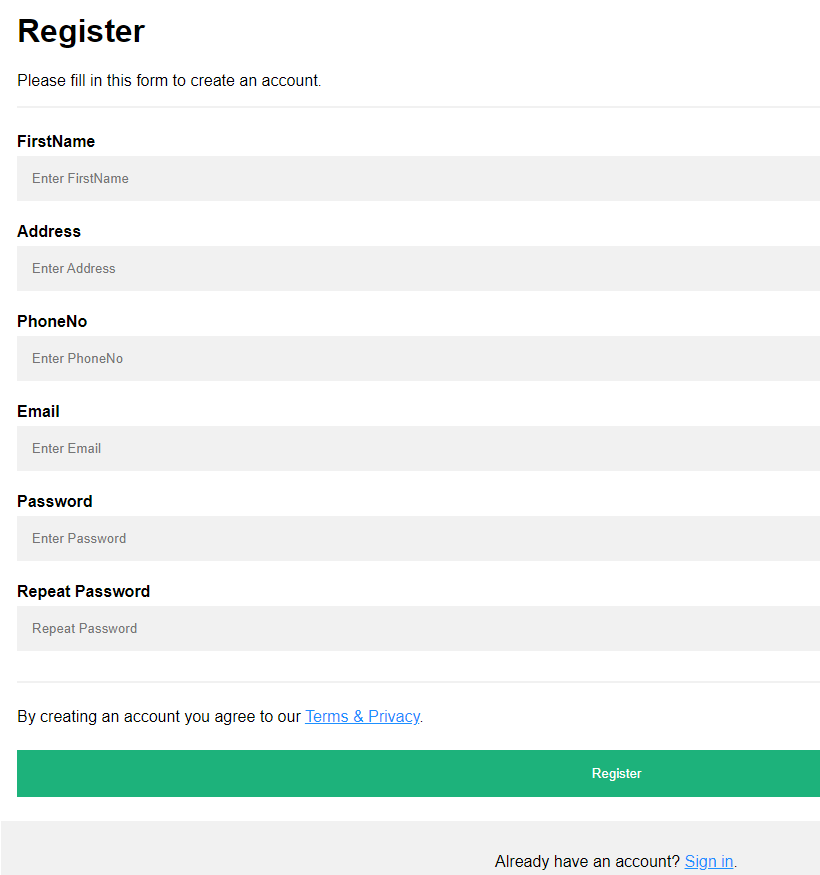 Register
Please fill in this form to create an account.
FirstName
Enter FirstName
Address
Enter Address
PhoneNo
Enter PhoneNo
Email
Enter Email
Password
Enter Password
Repeat Password
Repeat Password
By creating an account you agree to our Terms & Privacy.
Register
Already have an account? Sign in.